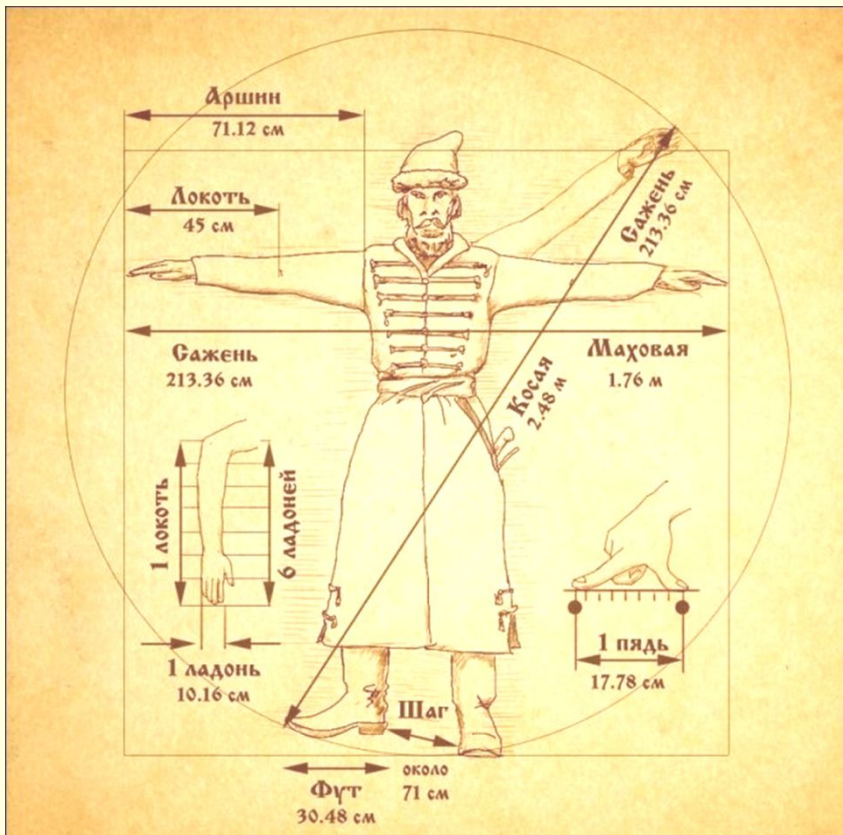 Аршин
71.12 см
Локоть
45 см
Сажень
213.36 см
Сажень
213.36 см
Маховая
1.76 м
Косая
2.48 м
1 локоть
6 ладоней
1 ладонь
10.16 см
1 пядь
17.78 см
Шаг
около
71 см
Фут
30.48 см